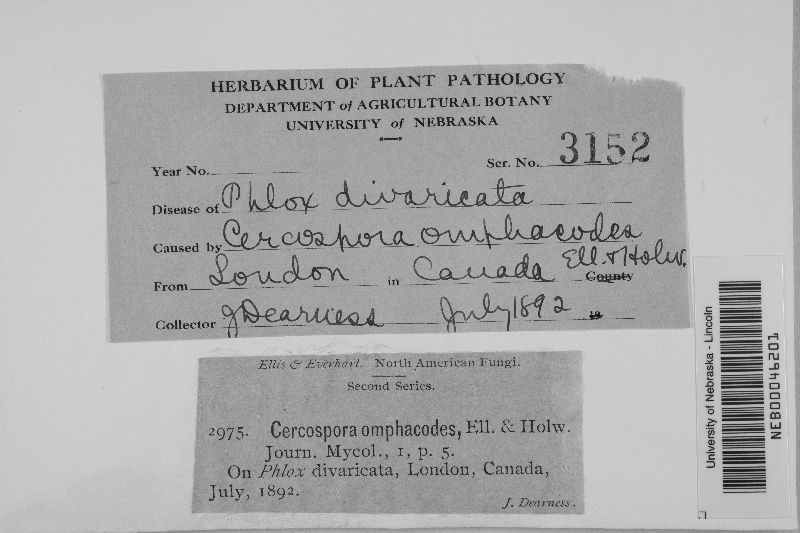 HERBARIUM OF PLANT PATHOLOGY
DEPARTMENT of AGRICULTURAL BOTANY
UNIVERSITY of NEBRASKA
Year No. Ser. No. 3152
Disease of Phlox divaricata
Caused by Cercospora omphacodes
Ell. & Holw.
From London in Canada County
Collector J Dearness July 1892 19
Ellis & Everhart. North American Fungi.
Second Series.
2975. Cercospora omphacodes, Ell. & Holw.
Journ. Mycol., 1, p. 5.
On Phlox divaricata, London, Canada,
July, 1892.
J. Dearness.
University of Nebraska - Lincoln
NEB00046201